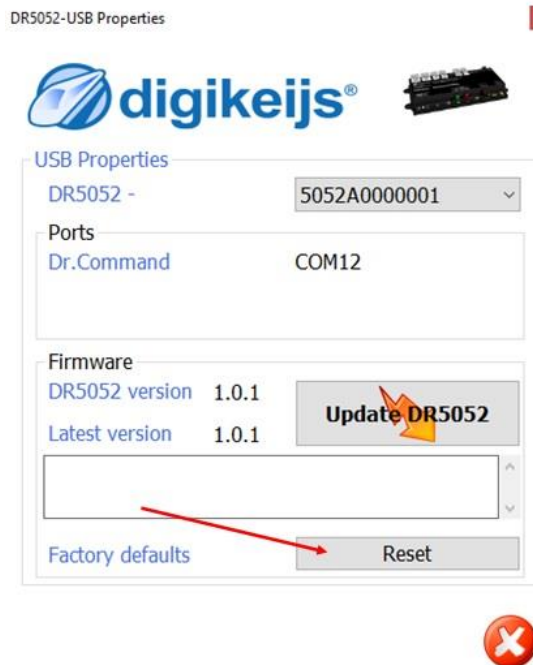 DR5052-USB Properties
digikeijs®
USB Properties
DR5052 - 5052A0000001
Ports
Dr.Command COM12
Firmware
DR5052 version 1.0.1
Update DR5052
Latest version 1.0.1
Factory defaults Reset